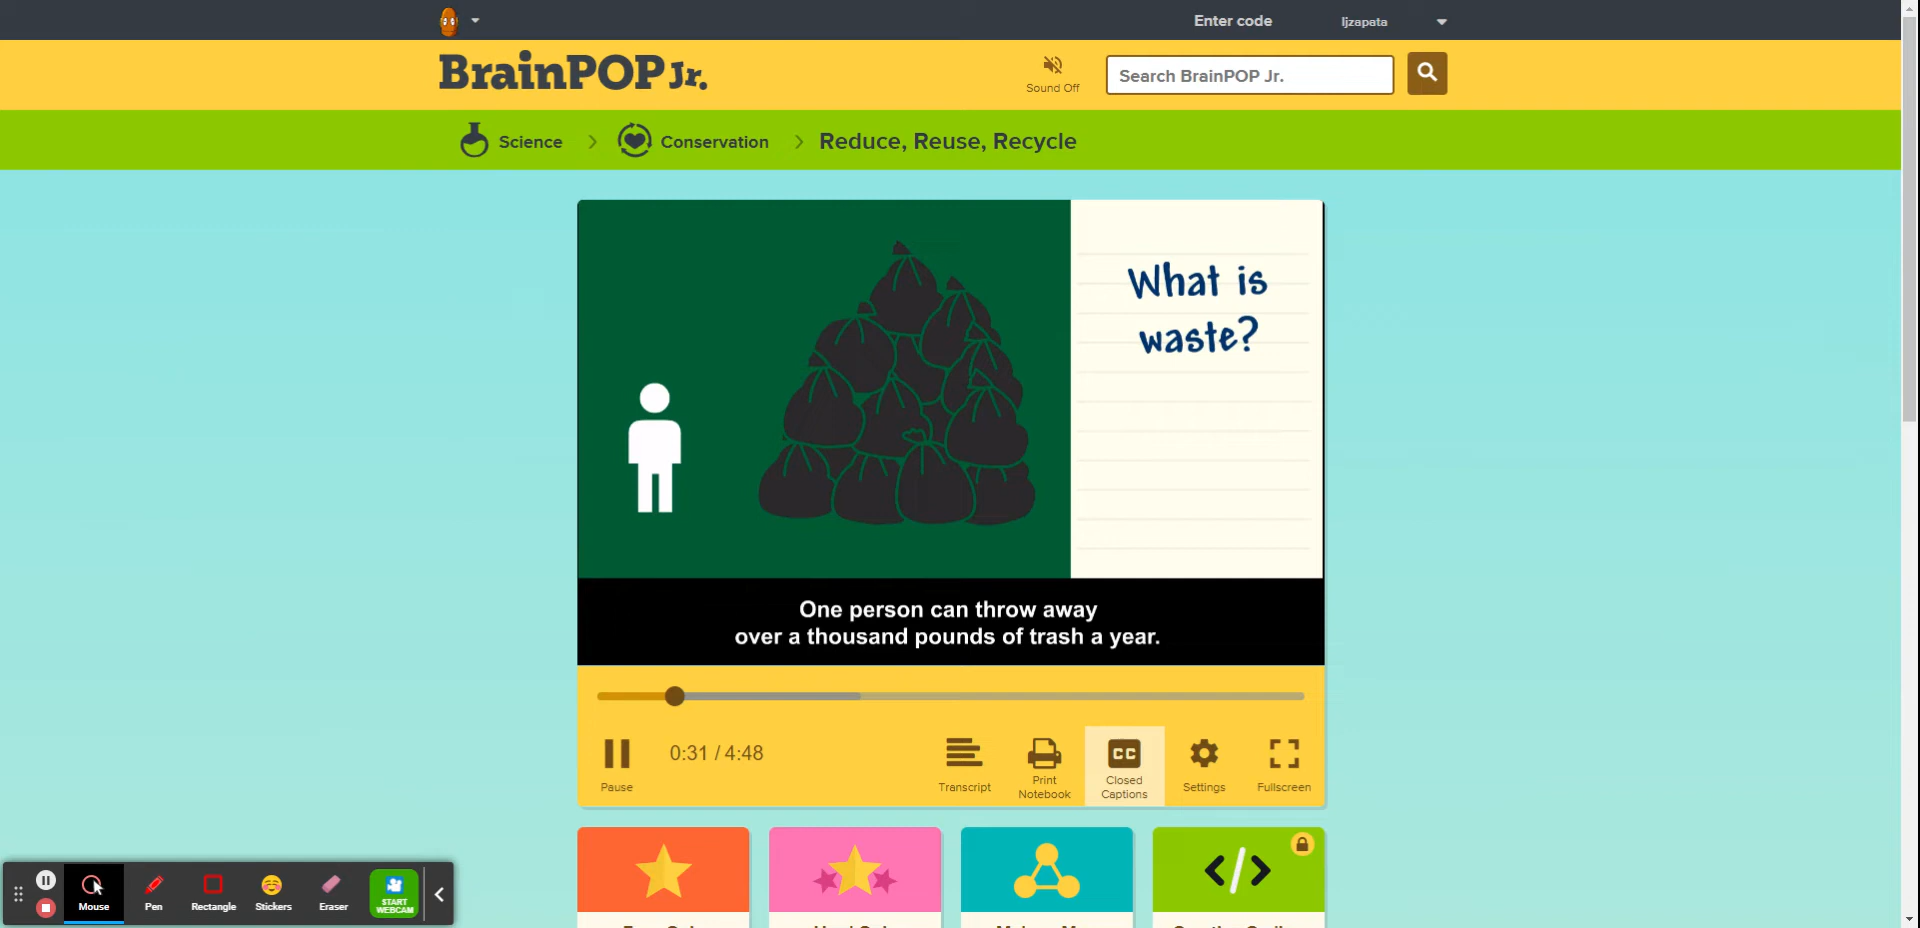 Enter code
ljzapata
BrainPOP Jr.
Sound Off
Search BrainPOP Jr.
Science
Conservation
Reduce, Reuse, Recycle
What is
waste?
One person can throw away
over a thousand pounds of trash a year.
Pause
0:31 / 4:48
Transcript
Print
Notebook
CC
Closed
Captions
Settings
Fullscreen
Mouse
Pen
Rectangle
Stickers
Eraser
START
WEBCAM